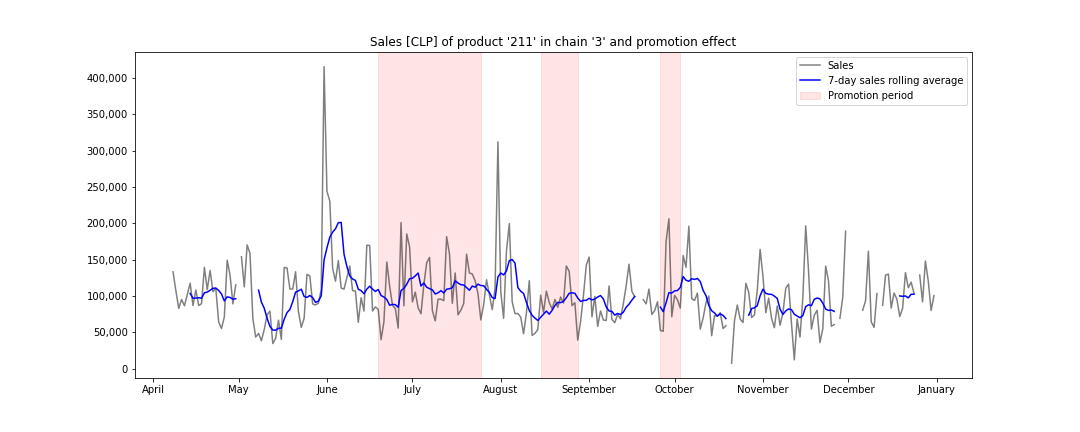 Sales [CLP] of product '211' in chain '3' and promotion effect
Sales
7-day sales rolling average
Promotion period
400,000
350,000
300,000
250,000
200,000
150,000
100,000
50,000
0
April May June July August September October November December January